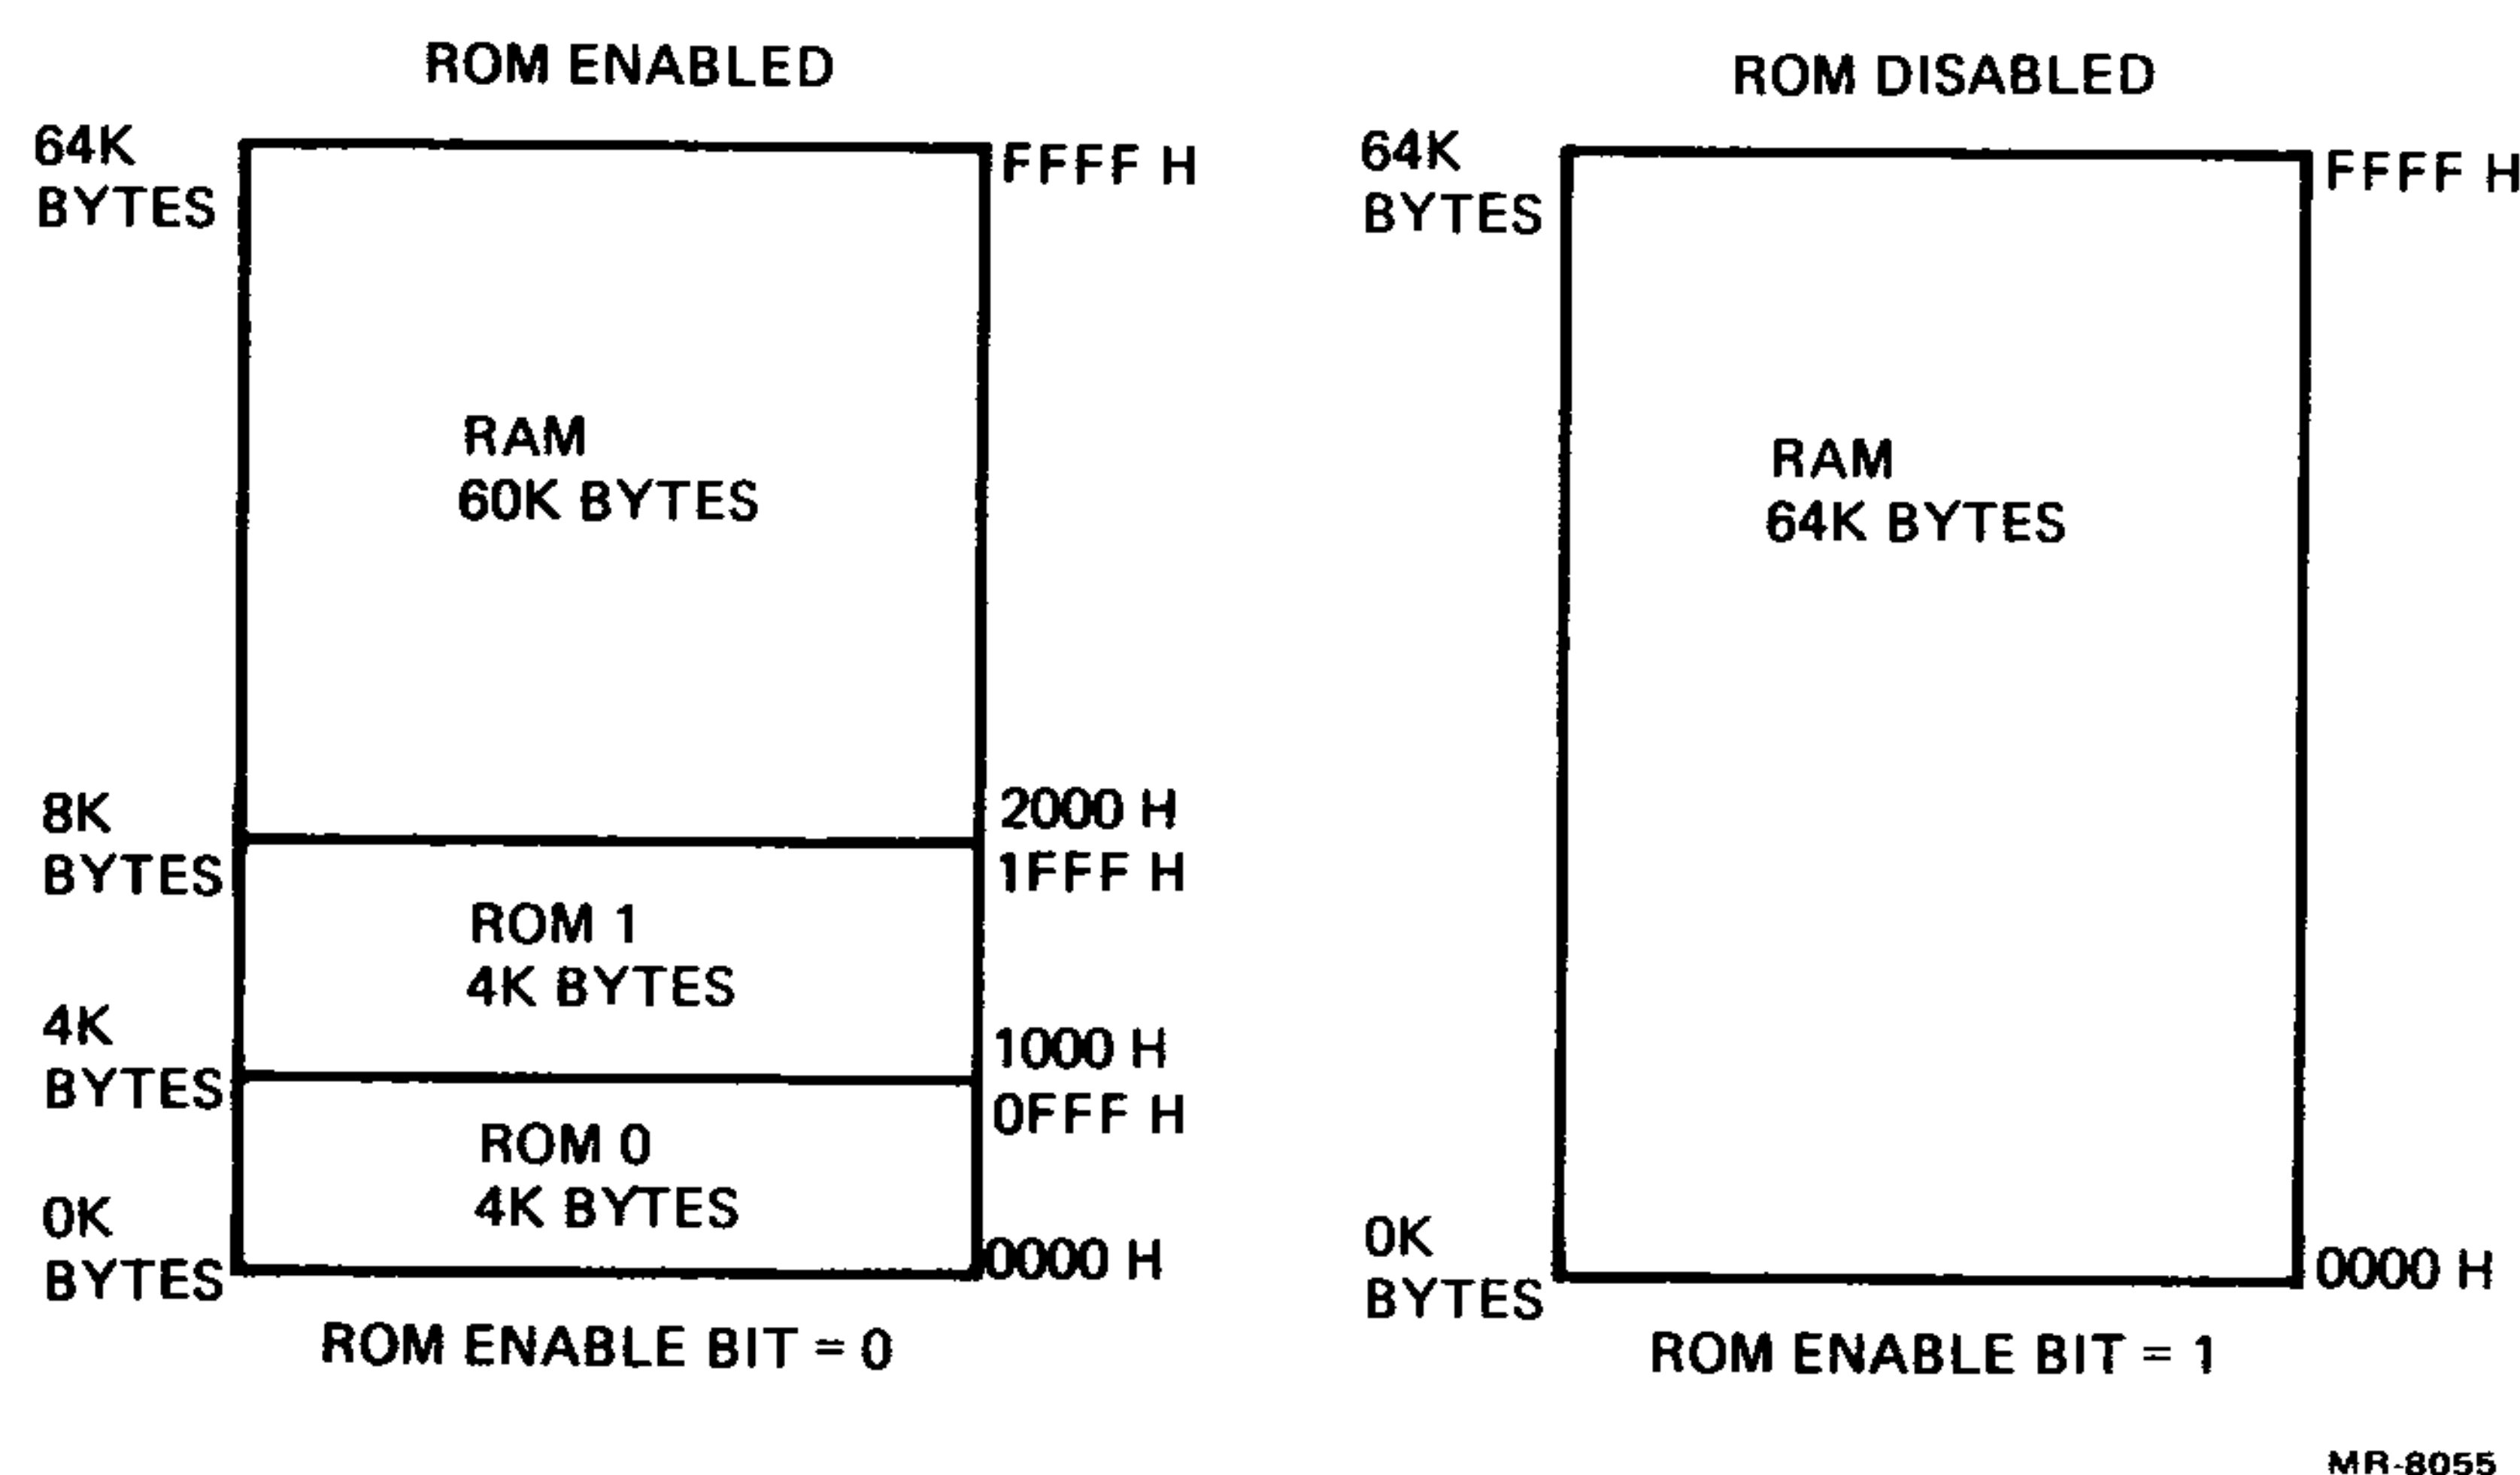 ROM ENABLED
64K
BYTES
FFFF H
RAM
60K BYTES
8K
BYTES
2000 H
1FFF H
ROM 1
4K BYTES
4K
BYTES
1000 H
0FFF H
ROM 0
4K BYTES
0K
BYTES
0000 H
ROM ENABLE BIT = 0
ROM DISABLED
64K
BYTES
FFFF H
RAM
64K BYTES
0K
BYTES
0000 H
ROM ENABLE BIT = 1
MR-8055